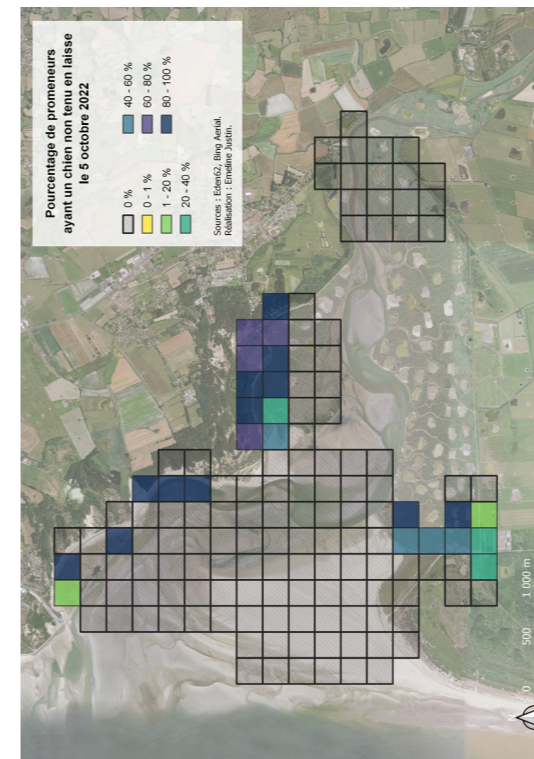 Pourcentage de promeneurs
ayant un chien non tenu en laisse
le 5 octobre 2022
0 %
0 - 1 %
1 - 20 %
20 - 40 %
40 - 60 %
60 - 80 %
80 - 100 %
Sources : Eden62, Bing Aerial.
Réalisation : Emeline Justin.
0 500 1 000 m